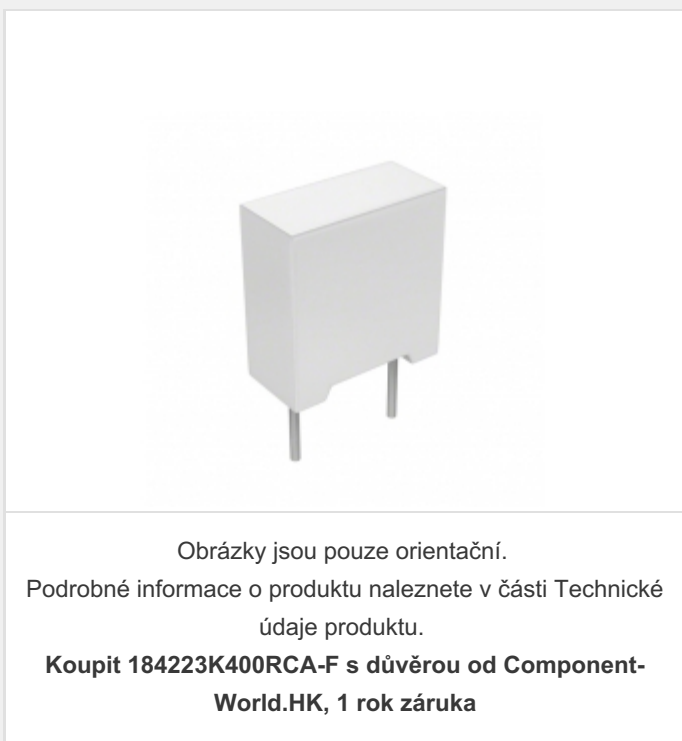 Obrázky jsou pouze orientační.
Podrobné informace o produktu naleznete v části Technické
údaje produktu.
Koupit 184223K400RCA-F s důvěrou od Component-
World.HK, 1 rok záruka